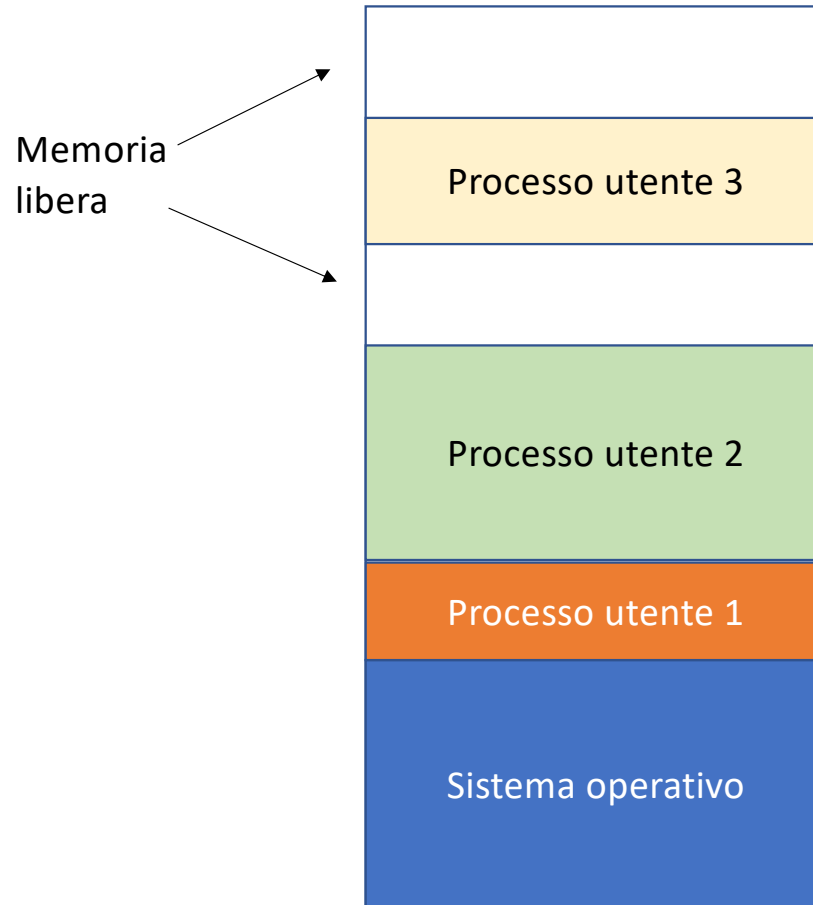 Memoria
libera
Processo utente 3
Processo utente 2
Processo utente 1
Sistema operativo